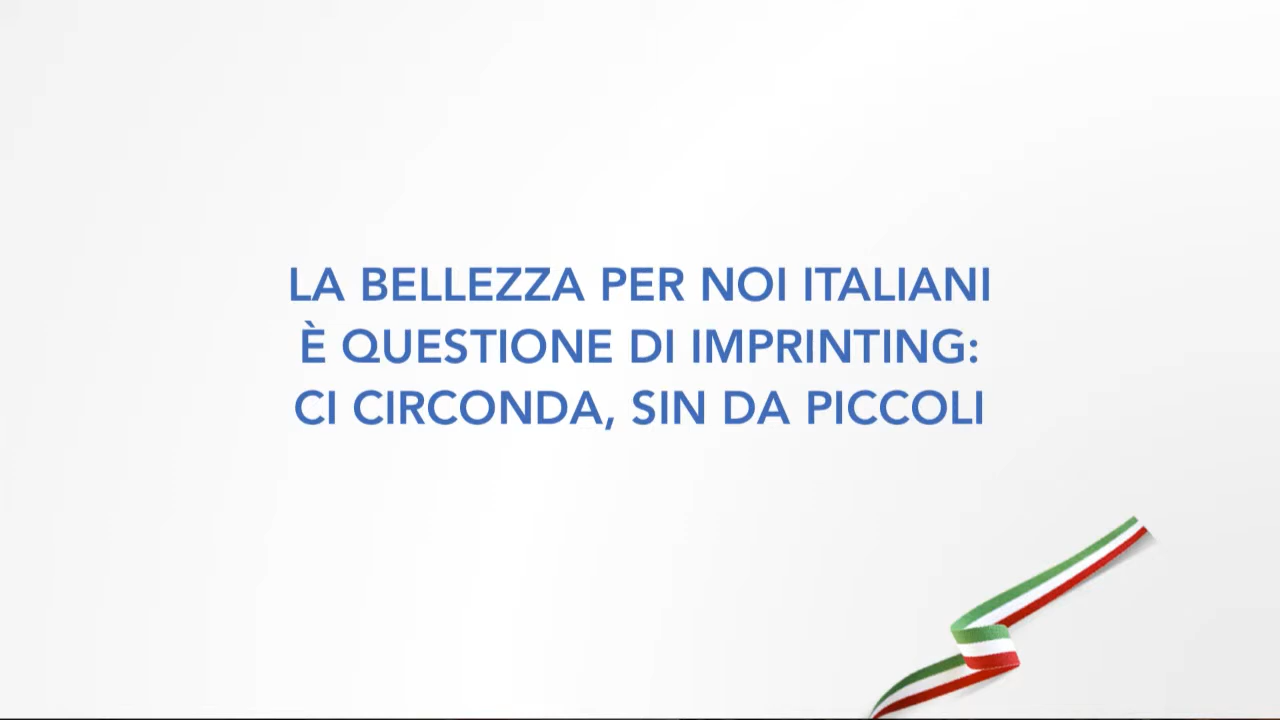 LA BELLEZZA PER NOI ITALIANI
È QUESTIONE DI IMPRINTING:
CI CIRCONDA, SIN DA PICCOLI